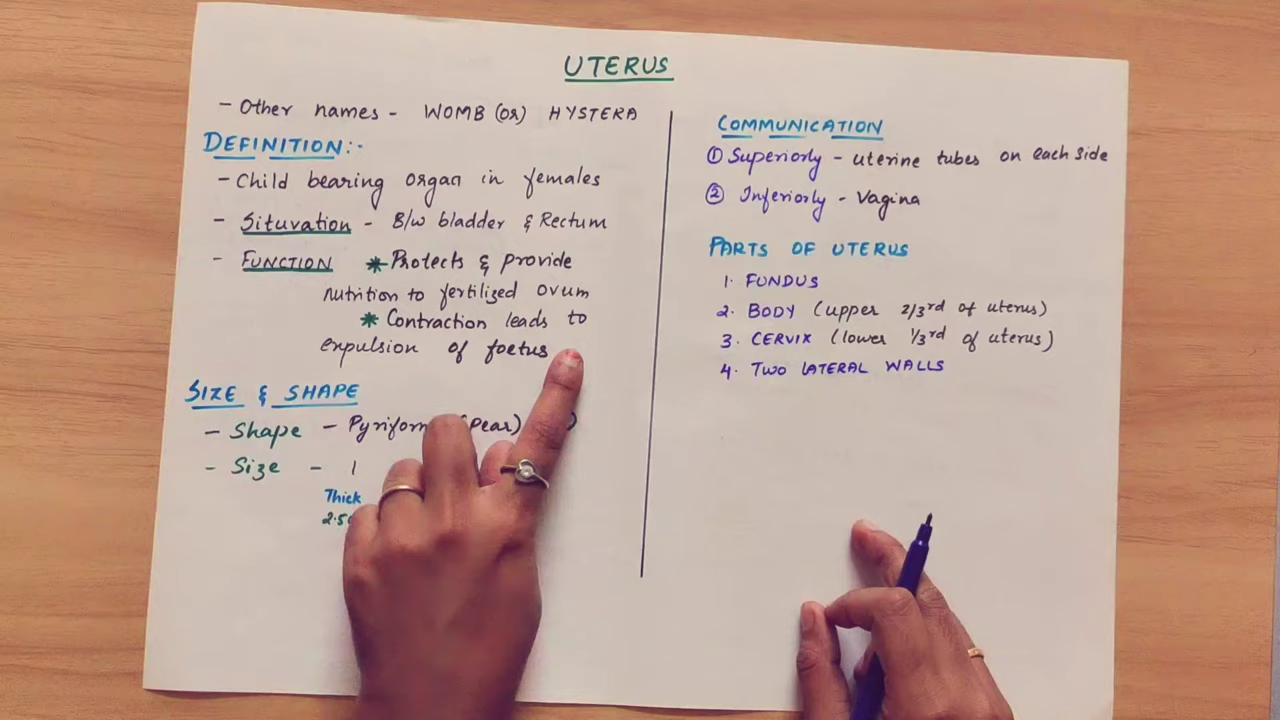 UTERUS
- Other names - WOMB (or) HYSTERA
DEFINITION:-
- Child bearing organ in females
- Situvation - B/w bladder & Rectum
- FUNCTION * Protects & provide
nutrition to fertilized ovum
* Contraction leads to
expulsion of foetus
SIZE & SHAPE
- Shape - Pyriform (Pear)
- Size - 1
Thick
COMMUNICATION
① Superiorly - uterine tubes on each side
② Inferiorly - Vagina
PARTS OF UTERUS
1. FUNDUS
2. BODY (upper 2/3rd of uterus)
3. CERVIX (lower 1/3rd of uterus)
4. TWO LATERAL WALLS